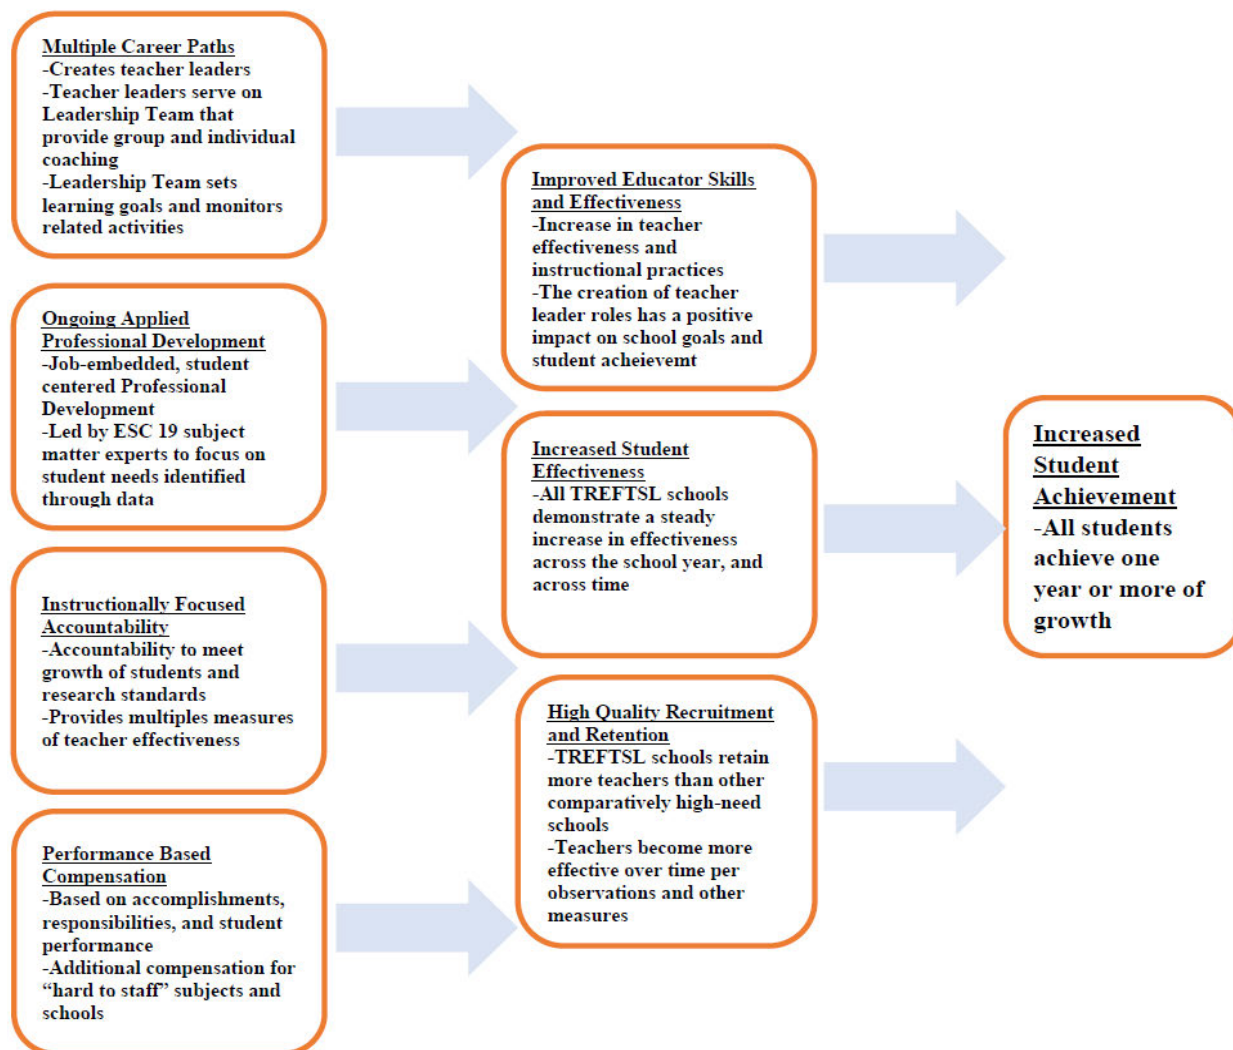 Multiple Career Paths
-Creates teacher leaders
-Teacher leaders serve on
Leadership Team that
provide group and individual
coaching
-Leadership Team sets
learning goals and monitors
related activities
Ongoing Applied
Professional Development
-Job-embedded, student
centered Professional
Development
-Led by ESC 19 subject
matter experts to focus on
student needs identified
through data
Instructionally Focused
Accountability
-Accountability to meet
growth of students and
research standards
-Provides multiples measures
of teacher effectiveness
Performance Based
Compensation
-Based on accomplishments,
responsibilities, and student
performance
-Additional compensation for
“hard to staff” subjects and
schools
Improved Educator Skills
and Effectiveness
-Increase in teacher
effectiveness and
instructional practices
-The creation of teacher
leader roles has a positive
impact on school goals and
student acheievemt
Increased Student
Effectiveness
-All TREFTSL schools
demonstrate a steady
increase in effectiveness
across the school year, and
across time
High Quality Recruitment
and Retention
-TREFTSL schools retain
more teachers than other
comparatively high-need
schools
-Teachers become more
effective over time per
observations and other
measures
Increased
Student
Achievement
-All students
achieve one
year or more of
growth